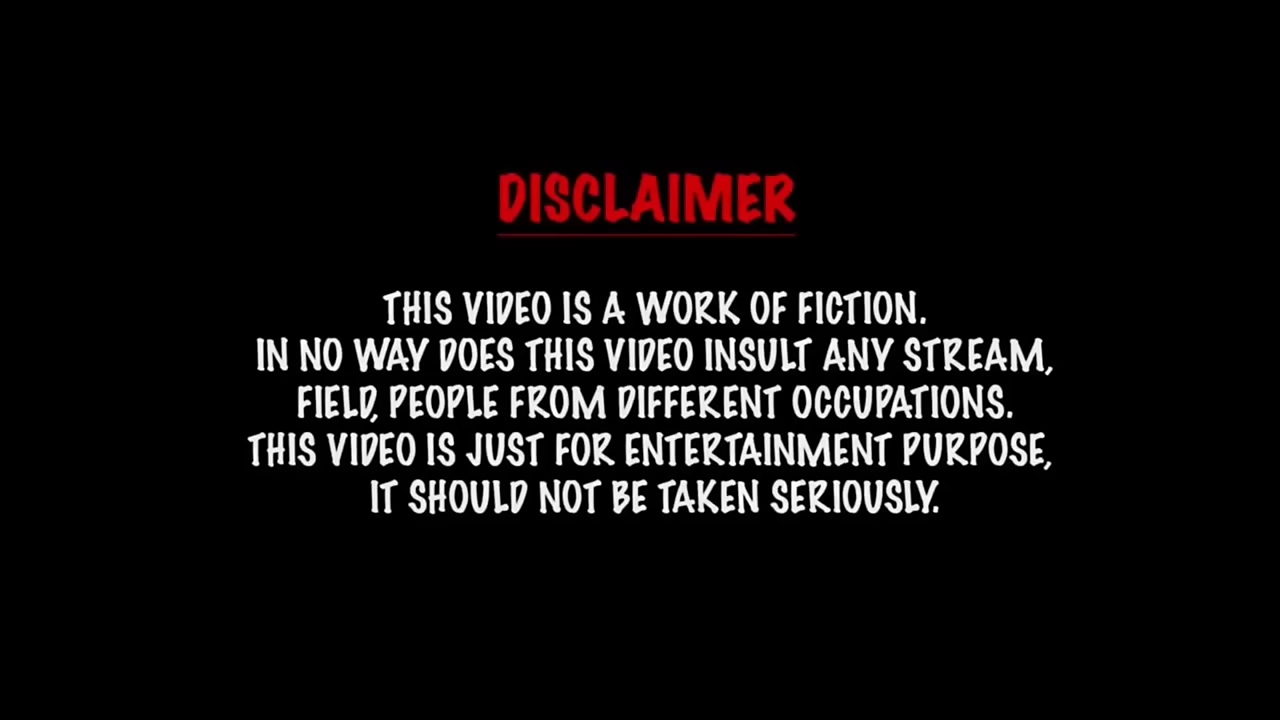 DISCLAIMER
THIS VIDEO IS A WORK OF FICTION.
IN NO WAY DOES THIS VIDEO INSULT ANY STREAM,
FIELD, PEOPLE FROM DIFFERENT OCCUPATIONS.
THIS VIDEO IS JUST FOR ENTERTAINMENT PURPOSE,
IT SHOULD NOT BE TAKEN SERIOUSLY.